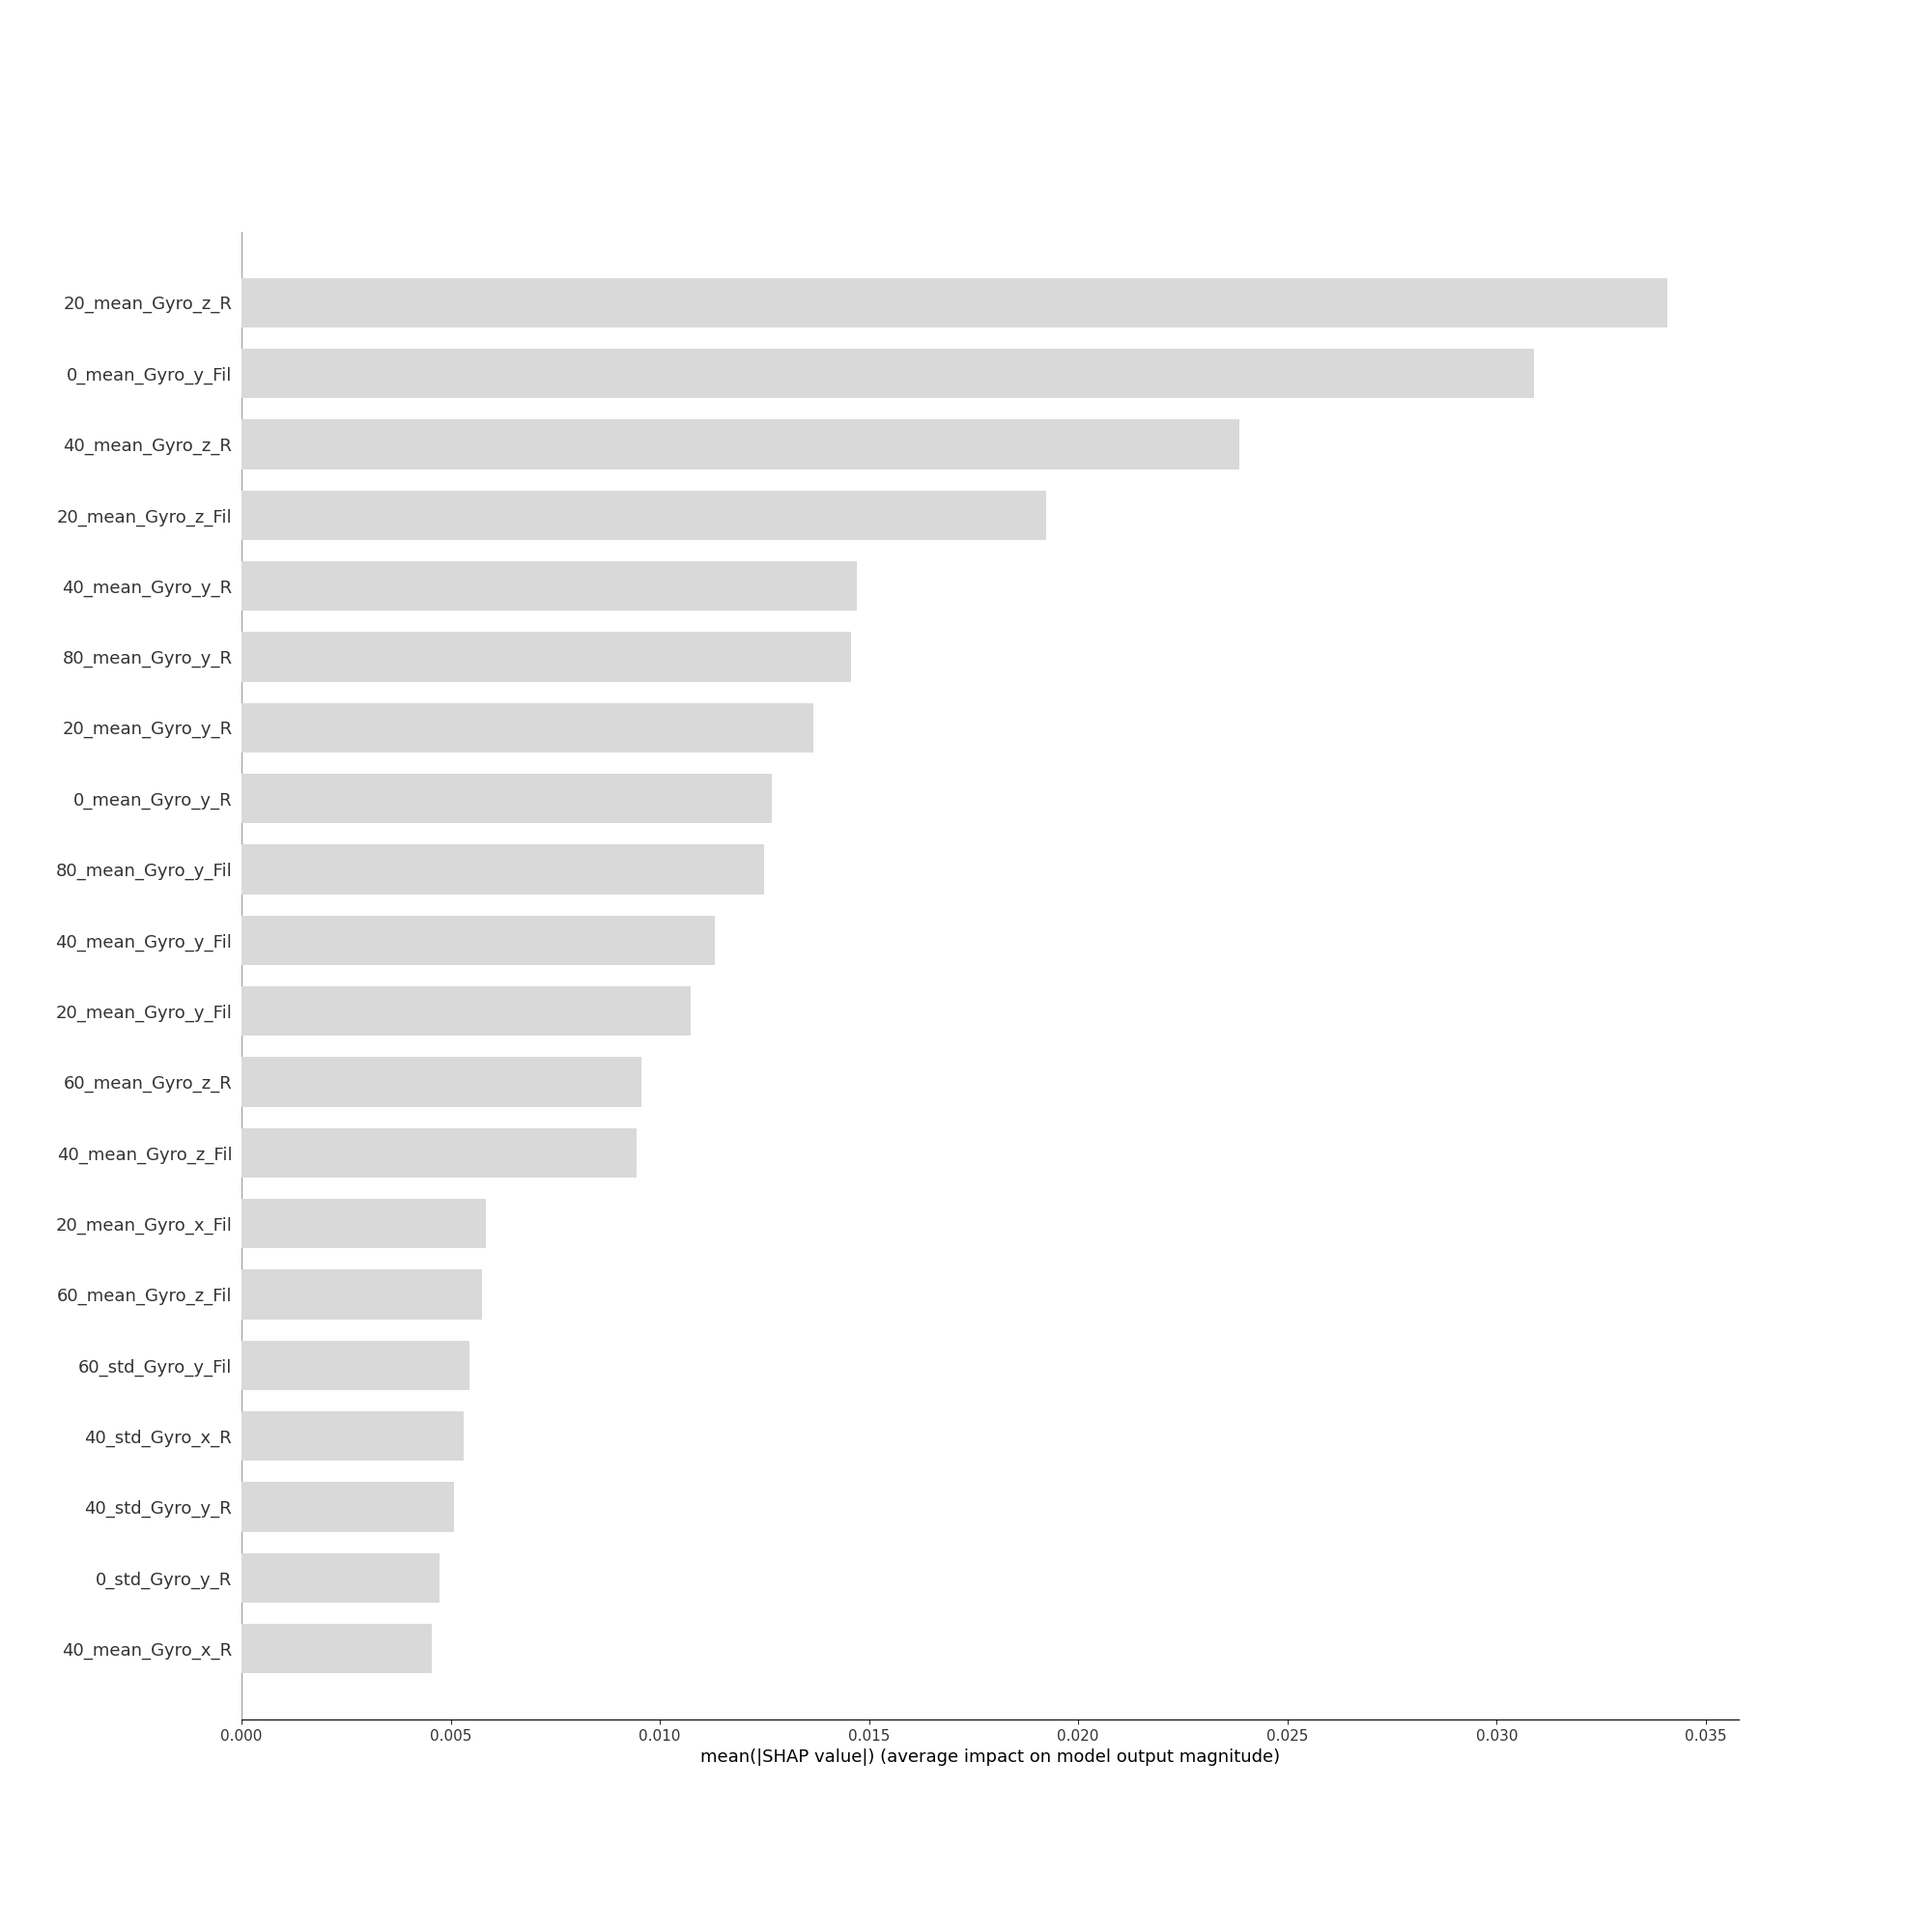 20_mean_Gyro_z_R
0_mean_Gyro_y_Fil
40_mean_Gyro_z_R
20_mean_Gyro_z_Fil
40_mean_Gyro_y_R
80_mean_Gyro_y_R
20_mean_Gyro_y_R
0_mean_Gyro_y_R
80_mean_Gyro_y_Fil
40_mean_Gyro_y_Fil
20_mean_Gyro_y_Fil
60_mean_Gyro_z_R
40_mean_Gyro_z_Fil
20_mean_Gyro_x_Fil
60_mean_Gyro_z_Fil
60_std_Gyro_y_Fil
40_std_Gyro_x_R
40_std_Gyro_y_R
0_std_Gyro_y_R
40_mean_Gyro_x_R
0.000 0.005 0.010 0.015 0.020 0.025 0.030 0.035
mean(|SHAP value|) (average impact on model output magnitude)